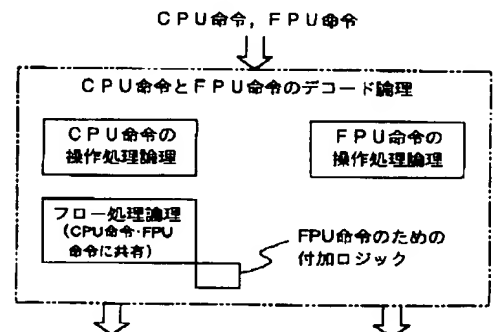 CPU命令,FPU命令
CPU命令とFPU命令のデコード論理
CPU命令の
操作処理論理
FPU命令の
操作処理論理
フロー処理論理
(CPU命令·FPU
命令に共有)
FPU命令のための
付加ロジック